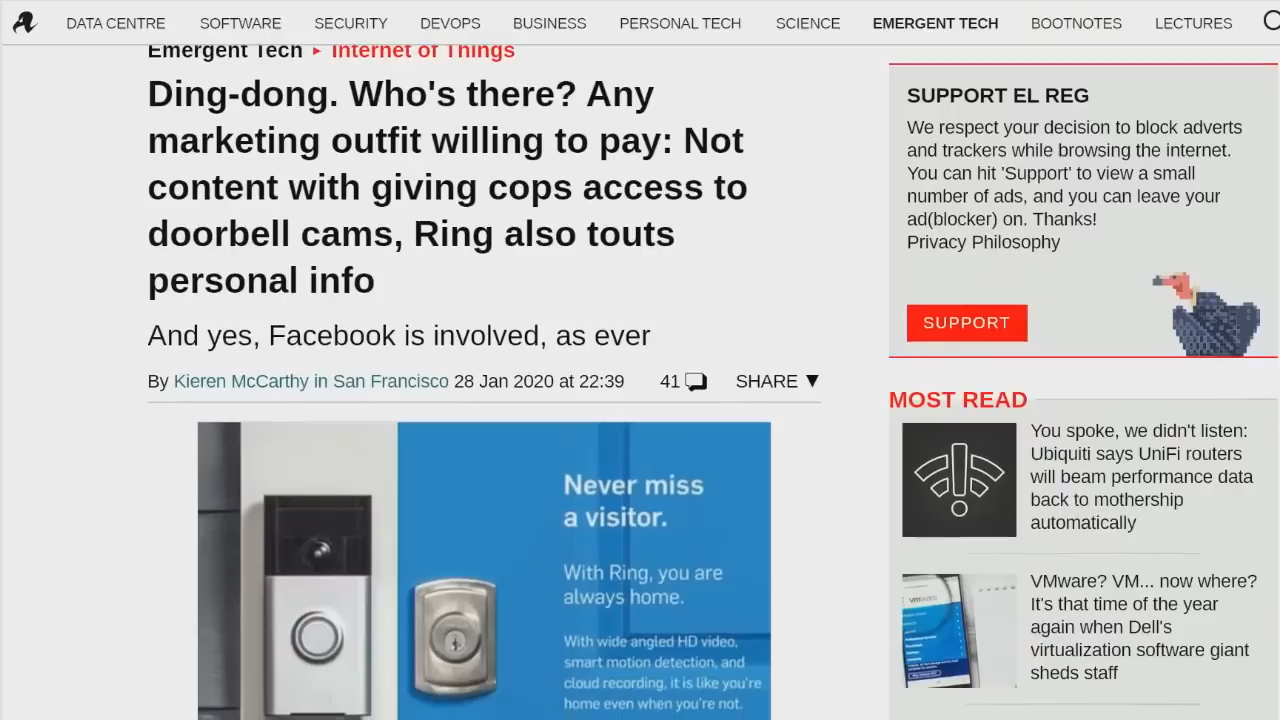 DATA CENTRE SOFTWARE SECURITY DEVOPS BUSINESS PERSONAL TECH SCIENCE EMERGENT TECH BOOTNOTES LECTURES
Emergent Tech ▸ Internet of Things
Ding-dong. Who's there? Any
marketing outfit willing to pay: Not
content with giving cops access to
doorbell cams, Ring also touts
personal info
And yes, Facebook is involved, as ever
By Kieren McCarthy in San Francisco 28 Jan 2020 at 22:39 41 SHARE ▼
Never miss
a visitor.
With Ring, you are
always home.
With wide angled HD video,
smart motion detection, and
cloud recording, it is like you're
home even when you're not.
SUPPORT EL REG
We respect your decision to block adverts
and trackers while browsing the internet.
You can hit 'Support' to view a small
number of ads, and you can leave your
ad(blocker) on. Thanks!
Privacy Philosophy
SUPPORT
MOST READ
You spoke, we didn't listen:
Ubiquiti says UniFi routers
will beam performance data
back to mothership
automatically
vmware
VMware? VM... now where?
It's that time of the year
again when Dell's
virtualization software giant
sheds staff